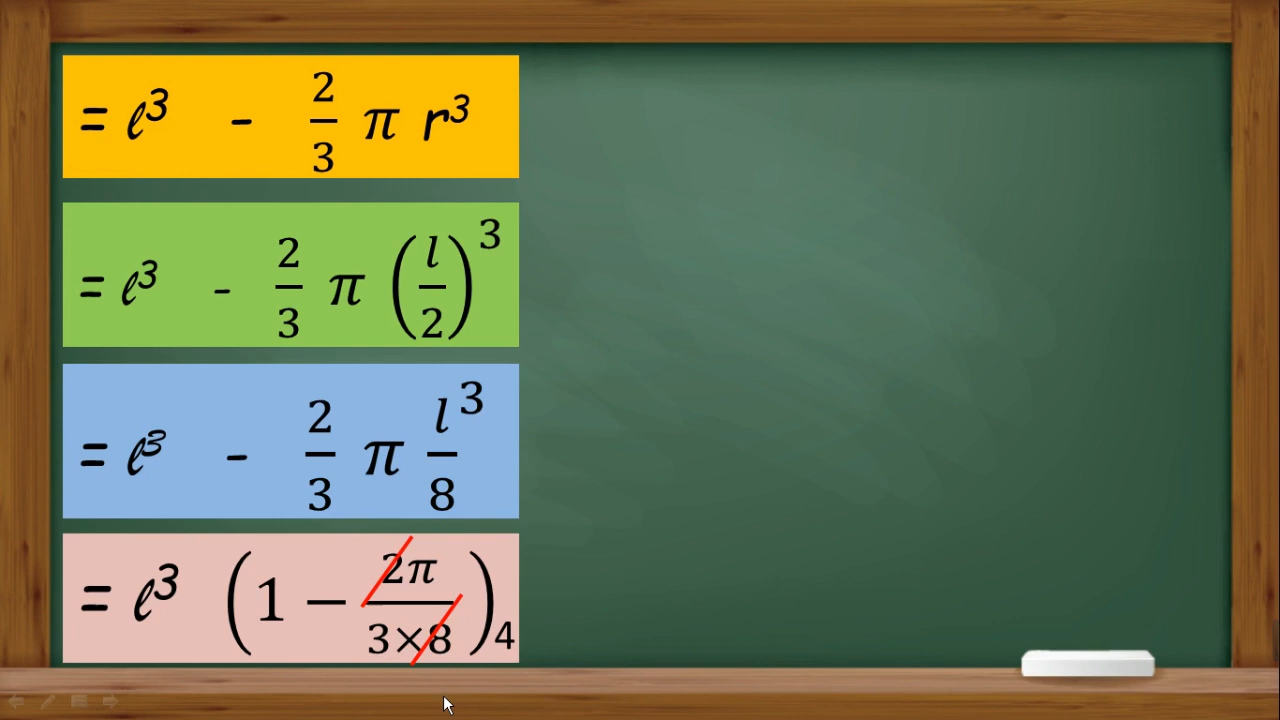 = ℓ³ - 2/3 π r³
= ℓ³ - 2/3 π (l/2)³
= ℓ³ - 2/3 π l³/8
= ℓ³ (1 − 2π/3×8) 4